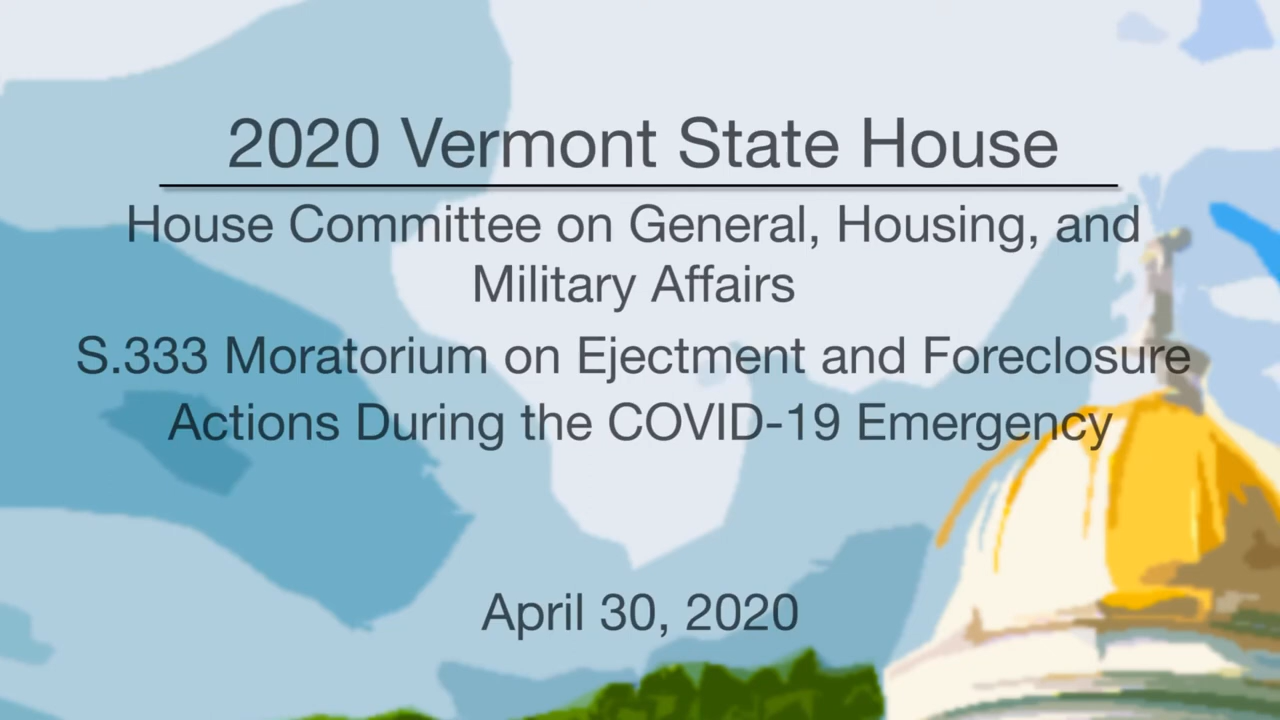 2020 Vermont State House
House Committee on General, Housing, and
Military Affairs
S.333 Moratorium on Ejectment and Foreclosure
Actions During the COVID-19 Emergency
April 30, 2020